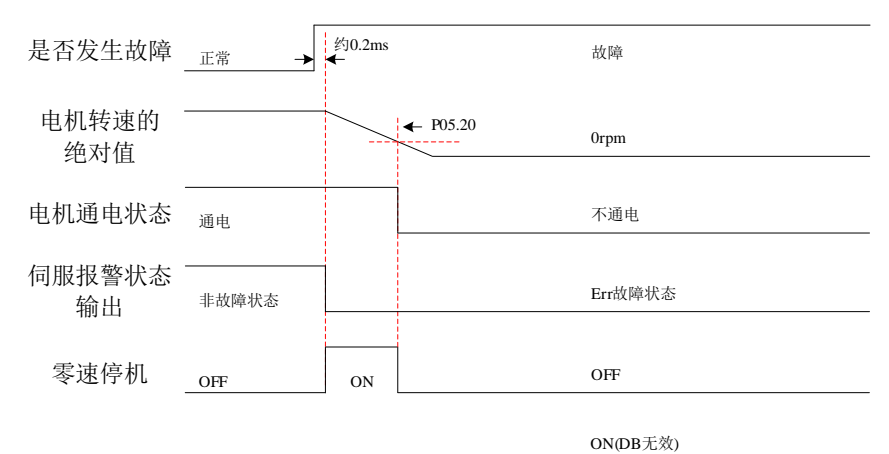 是否发生故障
正常
约0.2ms
故障
电机转速的
绝对值
P05.20
0rpm
电机通电状态
通电
不通电
伺服报警状态
输出
非故障状态
Err故障状态
零速停机
OFF
ON
OFF
ON(DB无效)